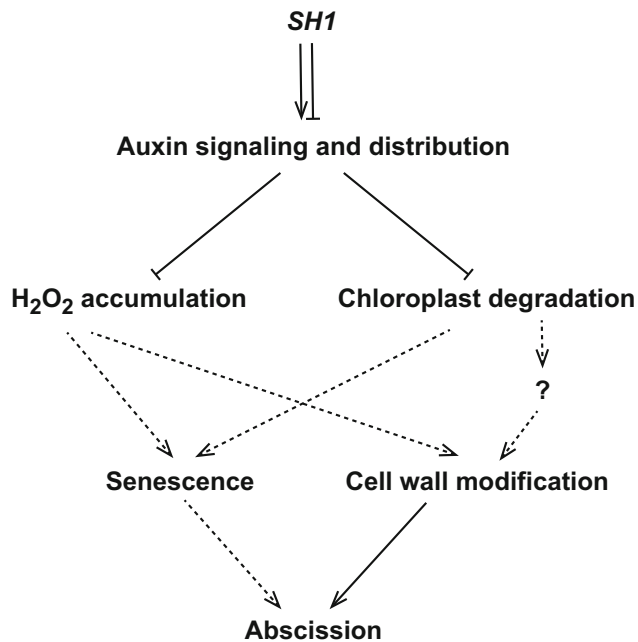 SH1
Auxin signaling and distribution
H₂O₂ accumulation
Chloroplast degradation
?
Senescence
Cell wall modification
Abscission